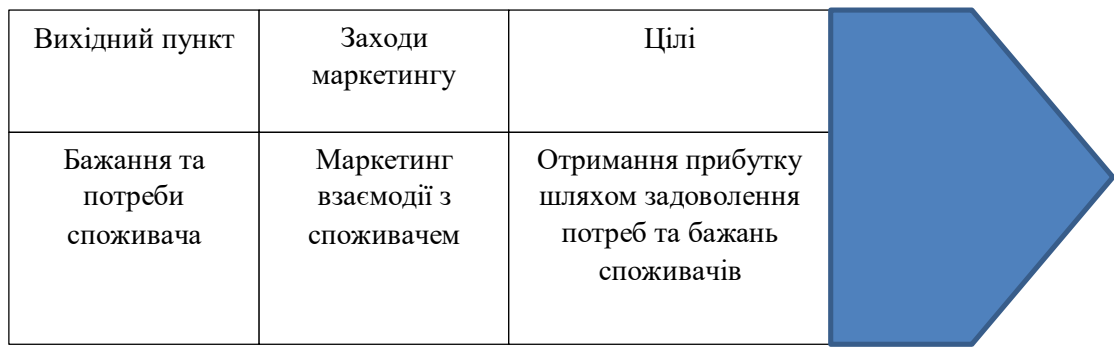 Вихідний пункт
Заходи
маркетингу
Цілі
Бажання та
потреби
споживача
Маркетинг
взаємодії з
споживачем
Отримання прибутку
шляхом задоволення
потреб та бажань
споживачів